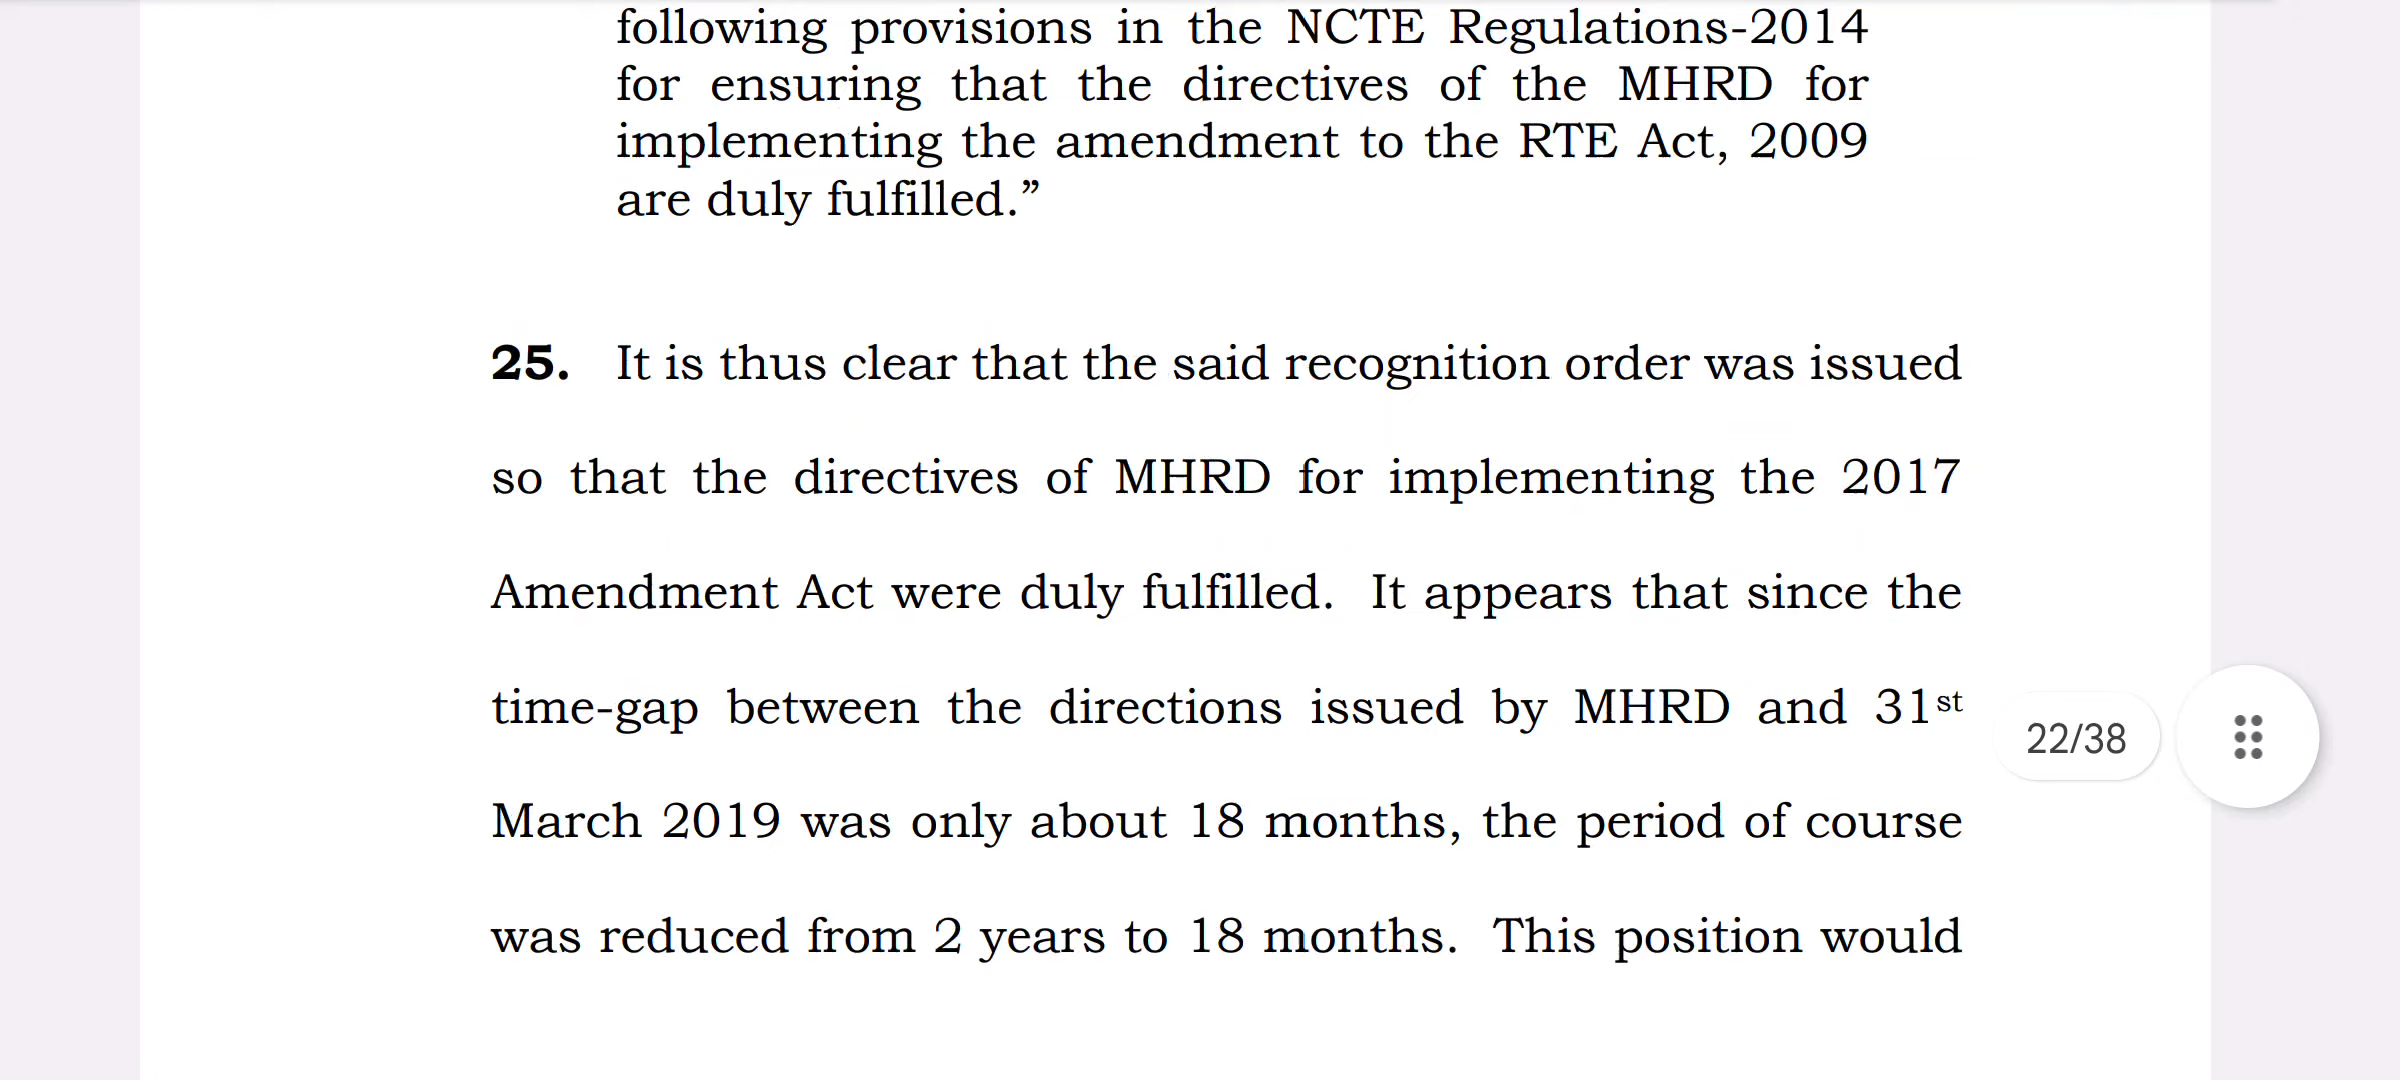 following provisions in the NCTE Regulations-2014
for ensuring that the directives of the MHRD for
implementing the amendment to the RTE Act, 2009
are duly fulfilled.”
25. It is thus clear that the said recognition order was issued
so that the directives of MHRD for implementing the 2017
Amendment Act were duly fulfilled. It appears that since the
time-gap between the directions issued by MHRD and 31st
March 2019 was only about 18 months, the period of course
was reduced from 2 years to 18 months. This position would
22/38